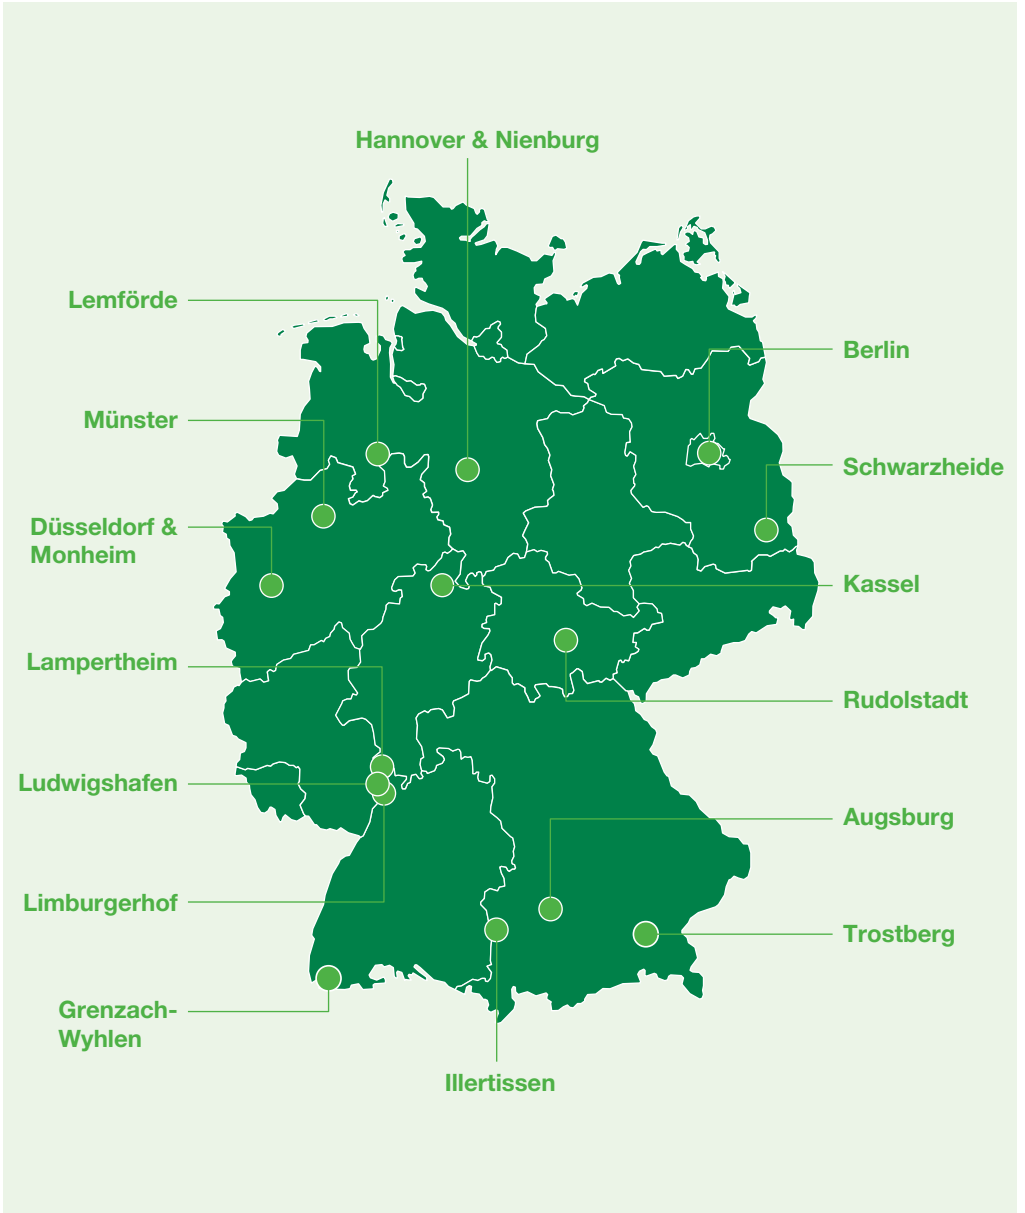 Hannover & Nienburg
Lemförde
Berlin
Münster
Schwarzheide
Düsseldorf &
Monheim
Kassel
Lampertheim
Rudolstadt
Ludwigshafen
Augsburg
Limburgerhof
Trostberg
Grenzach-
Wyhlen
Illertissen